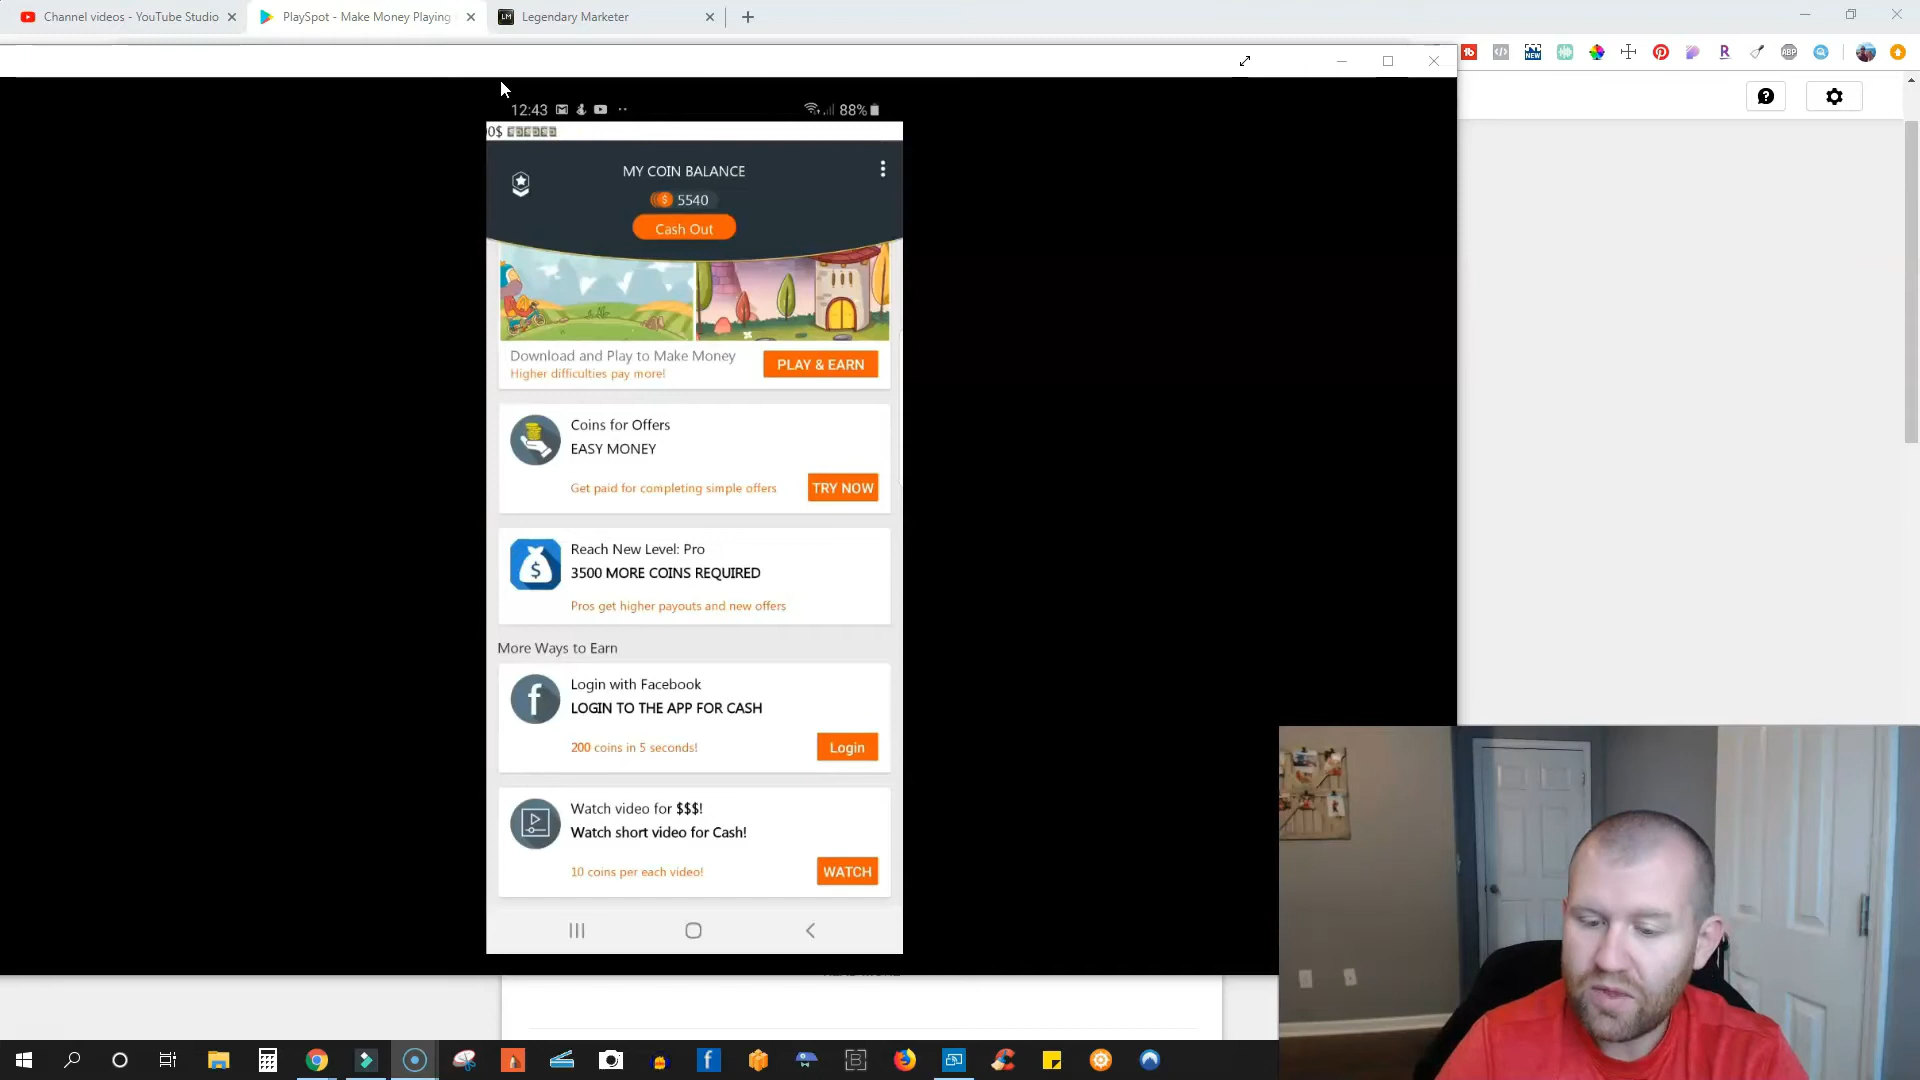 Channel videos - YouTube Studio
PlaySpot - Make Money Playing
Legendary Marketer
12:43
88%
0$
MY COIN BALANCE
5540
Cash Out
Download and Play to Make Money
Higher difficulties pay more!
PLAY & EARN
Coins for Offers
EASY MONEY
Get paid for completing simple offers
TRY NOW
Reach New Level: Pro
3500 MORE COINS REQUIRED
Pros get higher payouts and new offers
More Ways to Earn
Login with Facebook
LOGIN TO THE APP FOR CASH
200 coins in 5 seconds!
Login
Watch video for $$$!
Watch short video for Cash!
10 coins per each video!
WATCH